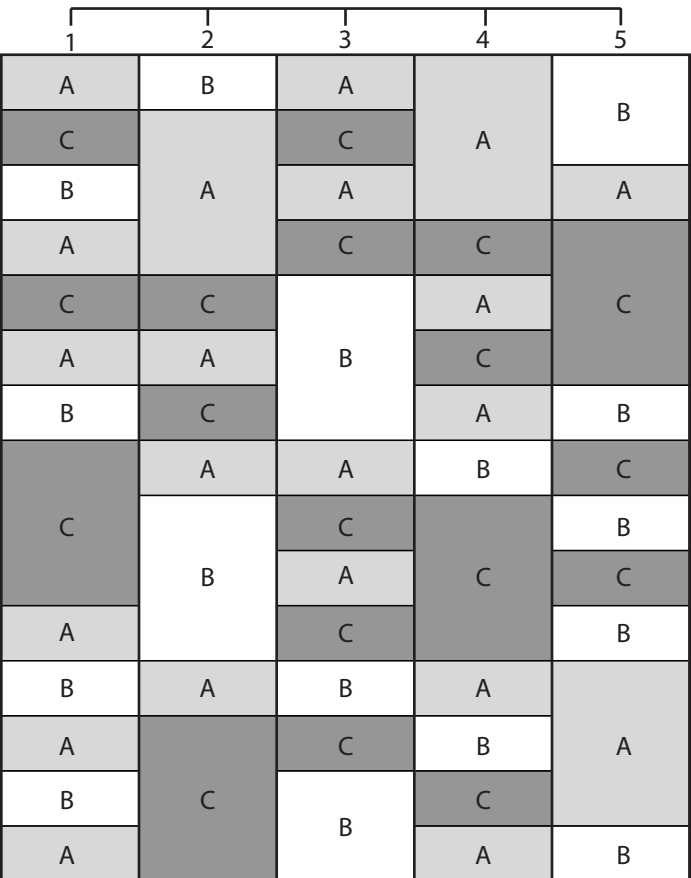 1 2 3 4 5
A B A
B
C C A
B A A A
A C C
C C A C
A A B C
B C A B
A A B C
C C B
B A C C
A C B
B A B A
A C B A
B C C
B
A A B